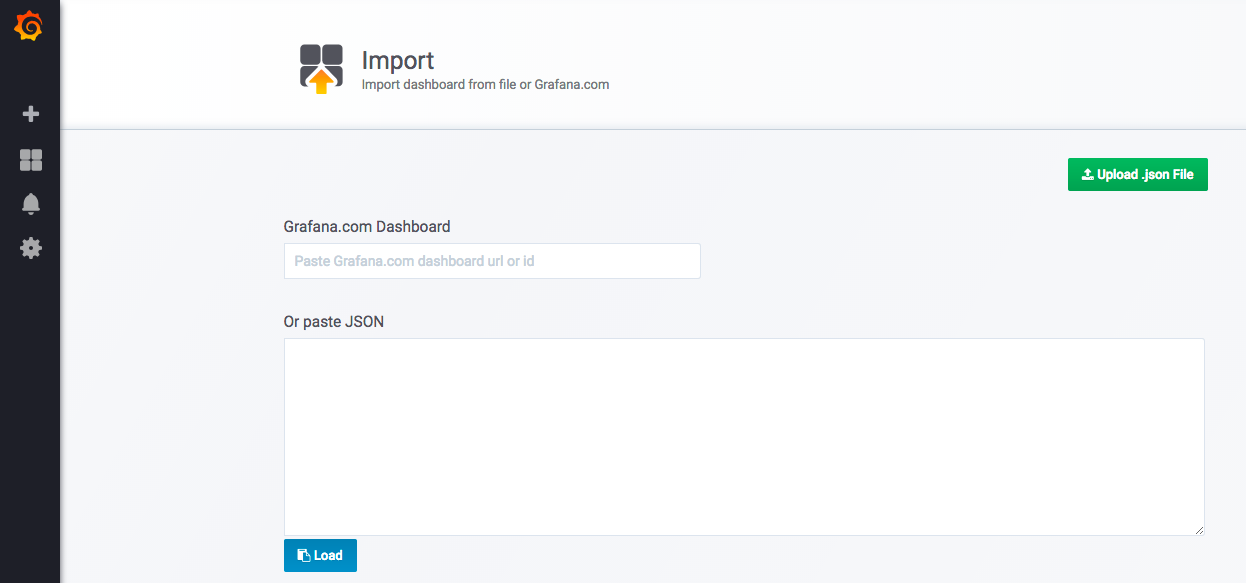 Import
Import dashboard from file or Grafana.com
Upload .json File
Grafana.com Dashboard
Paste Grafana.com dashboard url or id
Or paste JSON
Load